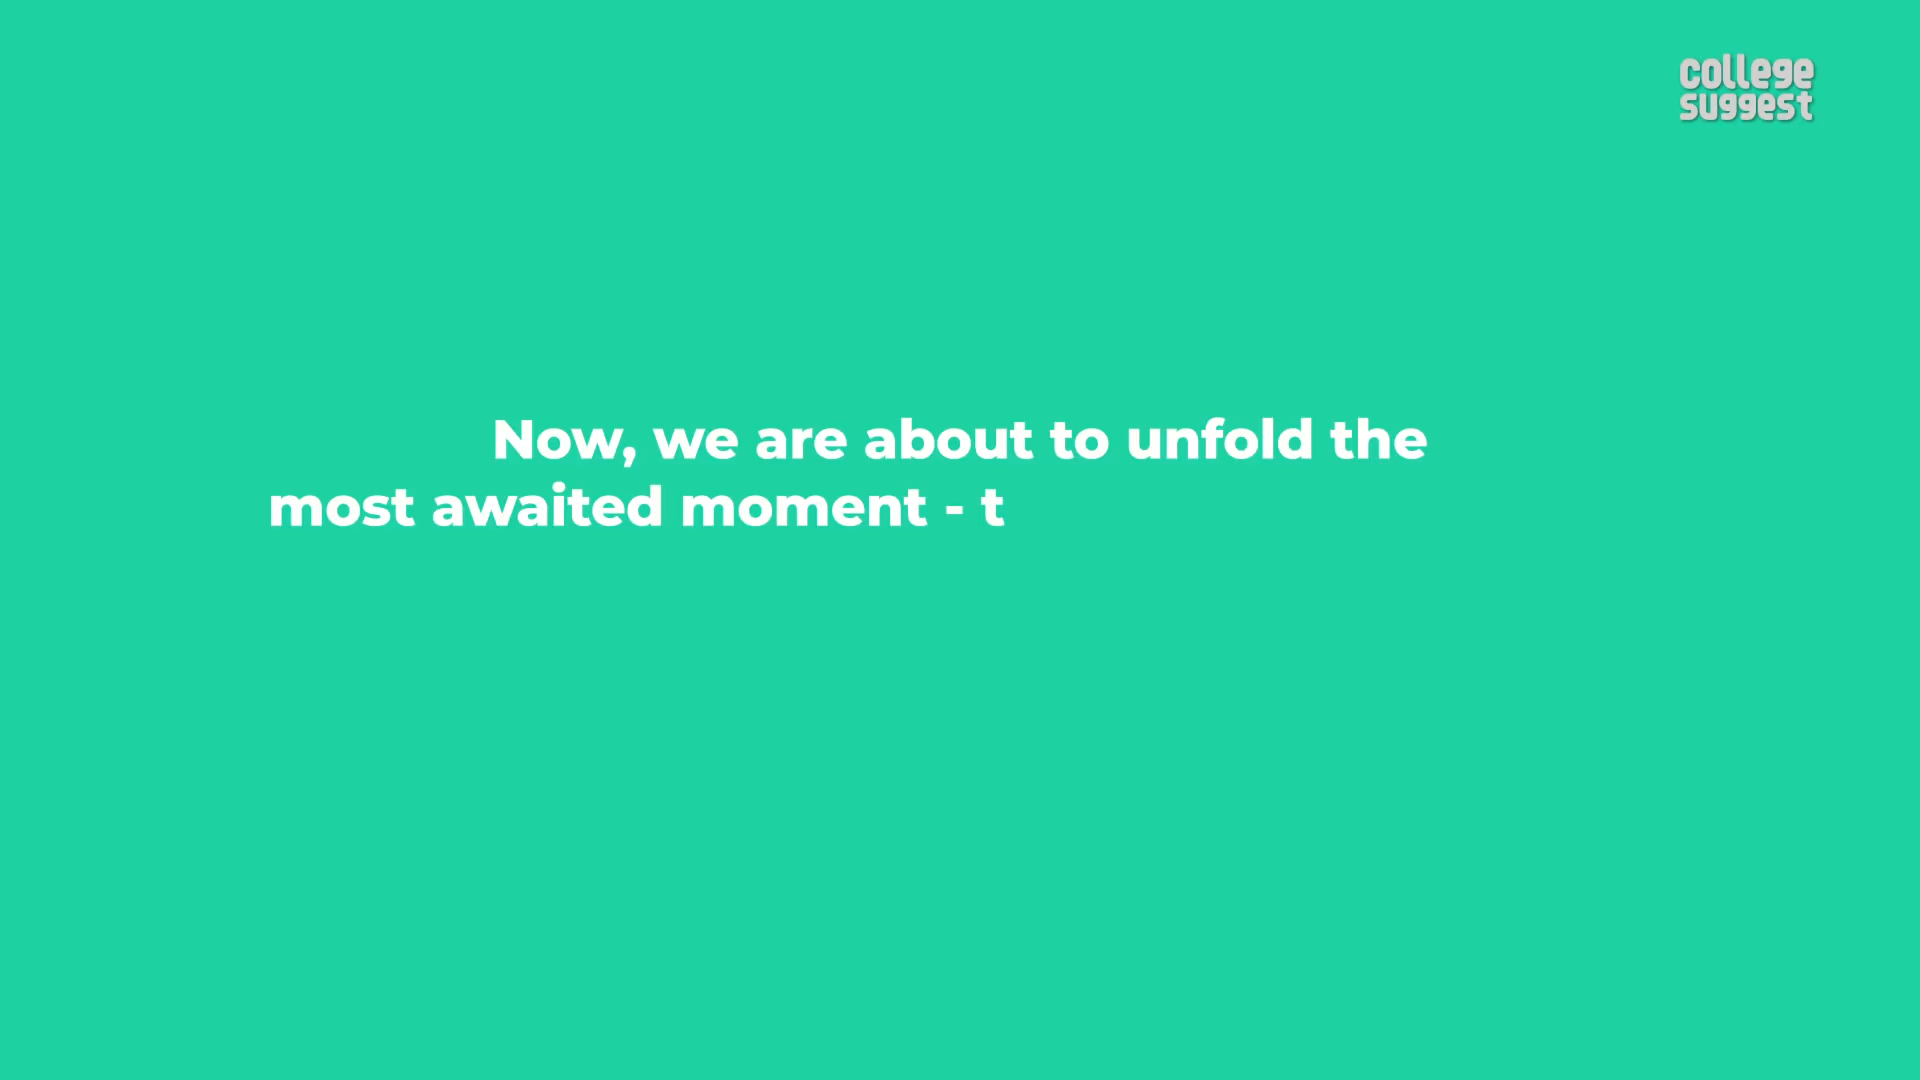 college
suggest
Now, we are about to unfold the
most awaited moment - t